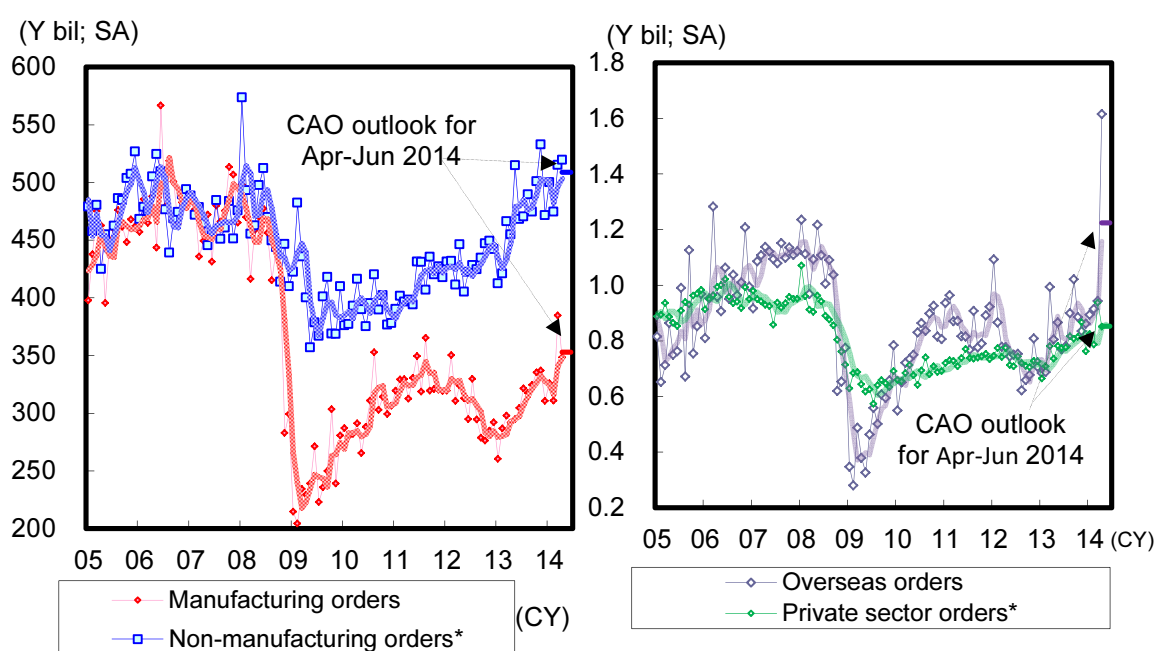 (Y bil; SA)
600
550
500
450
400
350
300
250
200
CAO outlook for
Apr-Jun 2014
05 06 07 08 09 10 11 12 13 14
(CY)
Manufacturing orders
Non-manufacturing orders*
(Y bil; SA)
1.8
1.6
1.4
1.2
1.0
0.8
0.6
0.4
0.2
CAO outlook
for Apr-Jun 2014
05 06 07 08 09 10 11 12 13 14 (CY)
Overseas orders
Private sector orders*